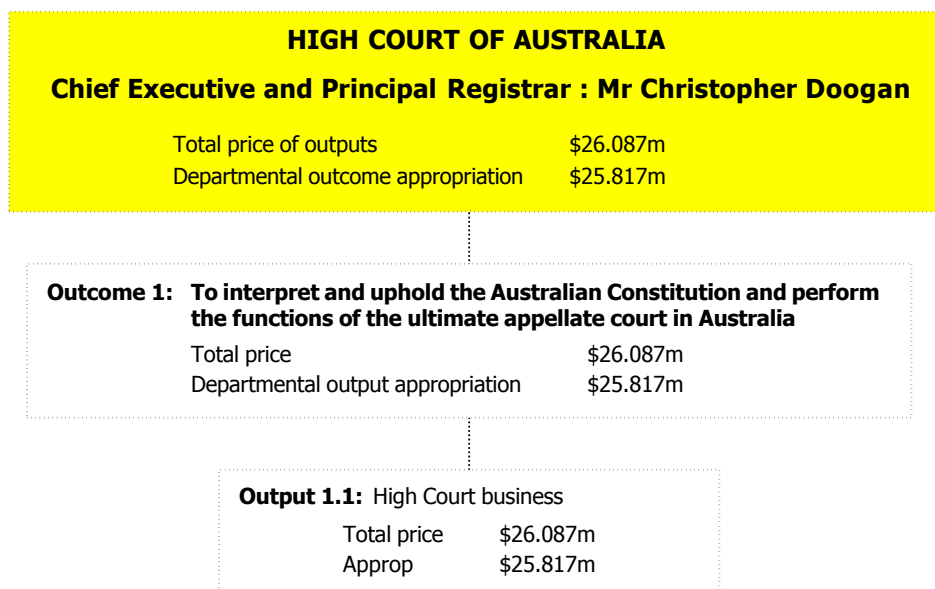 HIGH COURT OF AUSTRALIA
Chief Executive and Principal Registrar : Mr Christopher Doogan
Total price of outputs $26.087m
Departmental outcome appropriation $25.817m
Outcome 1: To interpret and uphold the Australian Constitution and perform
the functions of the ultimate appellate court in Australia
Total price $26.087m
Departmental output appropriation $25.817m
Output 1.1: High Court business
Total price $26.087m
Approp $25.817m